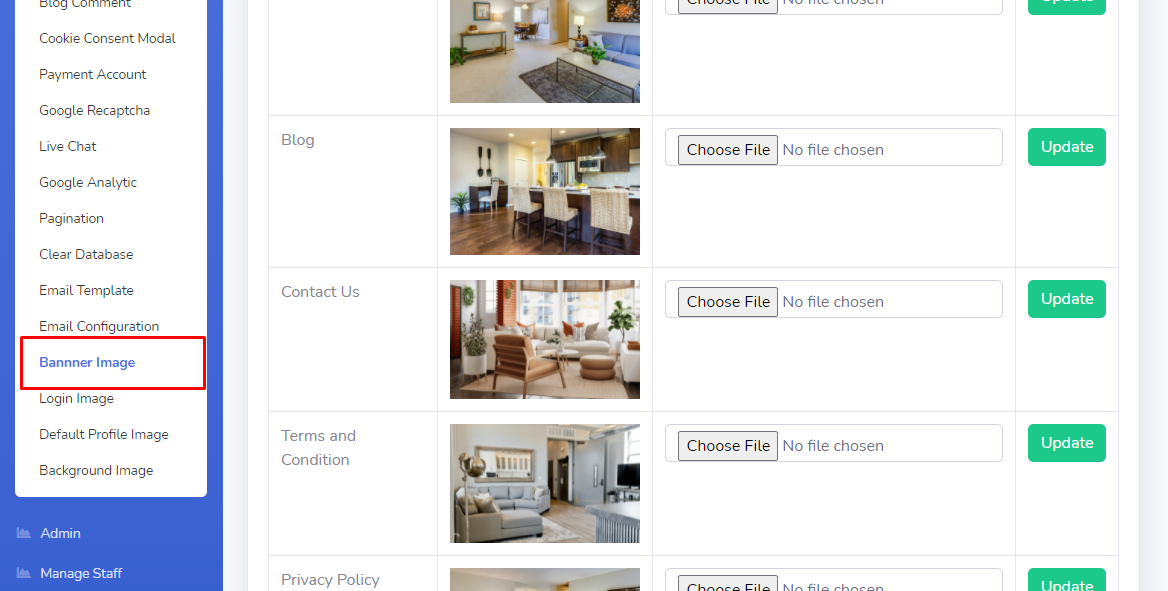 Blog Comment
Cookie Consent Modal
Payment Account
Google Recaptcha
Live Chat
Google Analytic
Pagination
Clear Database
Email Template
Email Configuration
Bannner Image
Login Image
Default Profile Image
Background Image
Admin
Manage Staff
Choose File No file chosen Update
Blog Choose File No file chosen Update
Contact Us Choose File No file chosen Update
Terms and Choose File No file chosen Update
Condition
Privacy Policy Choose File No file chosen Update